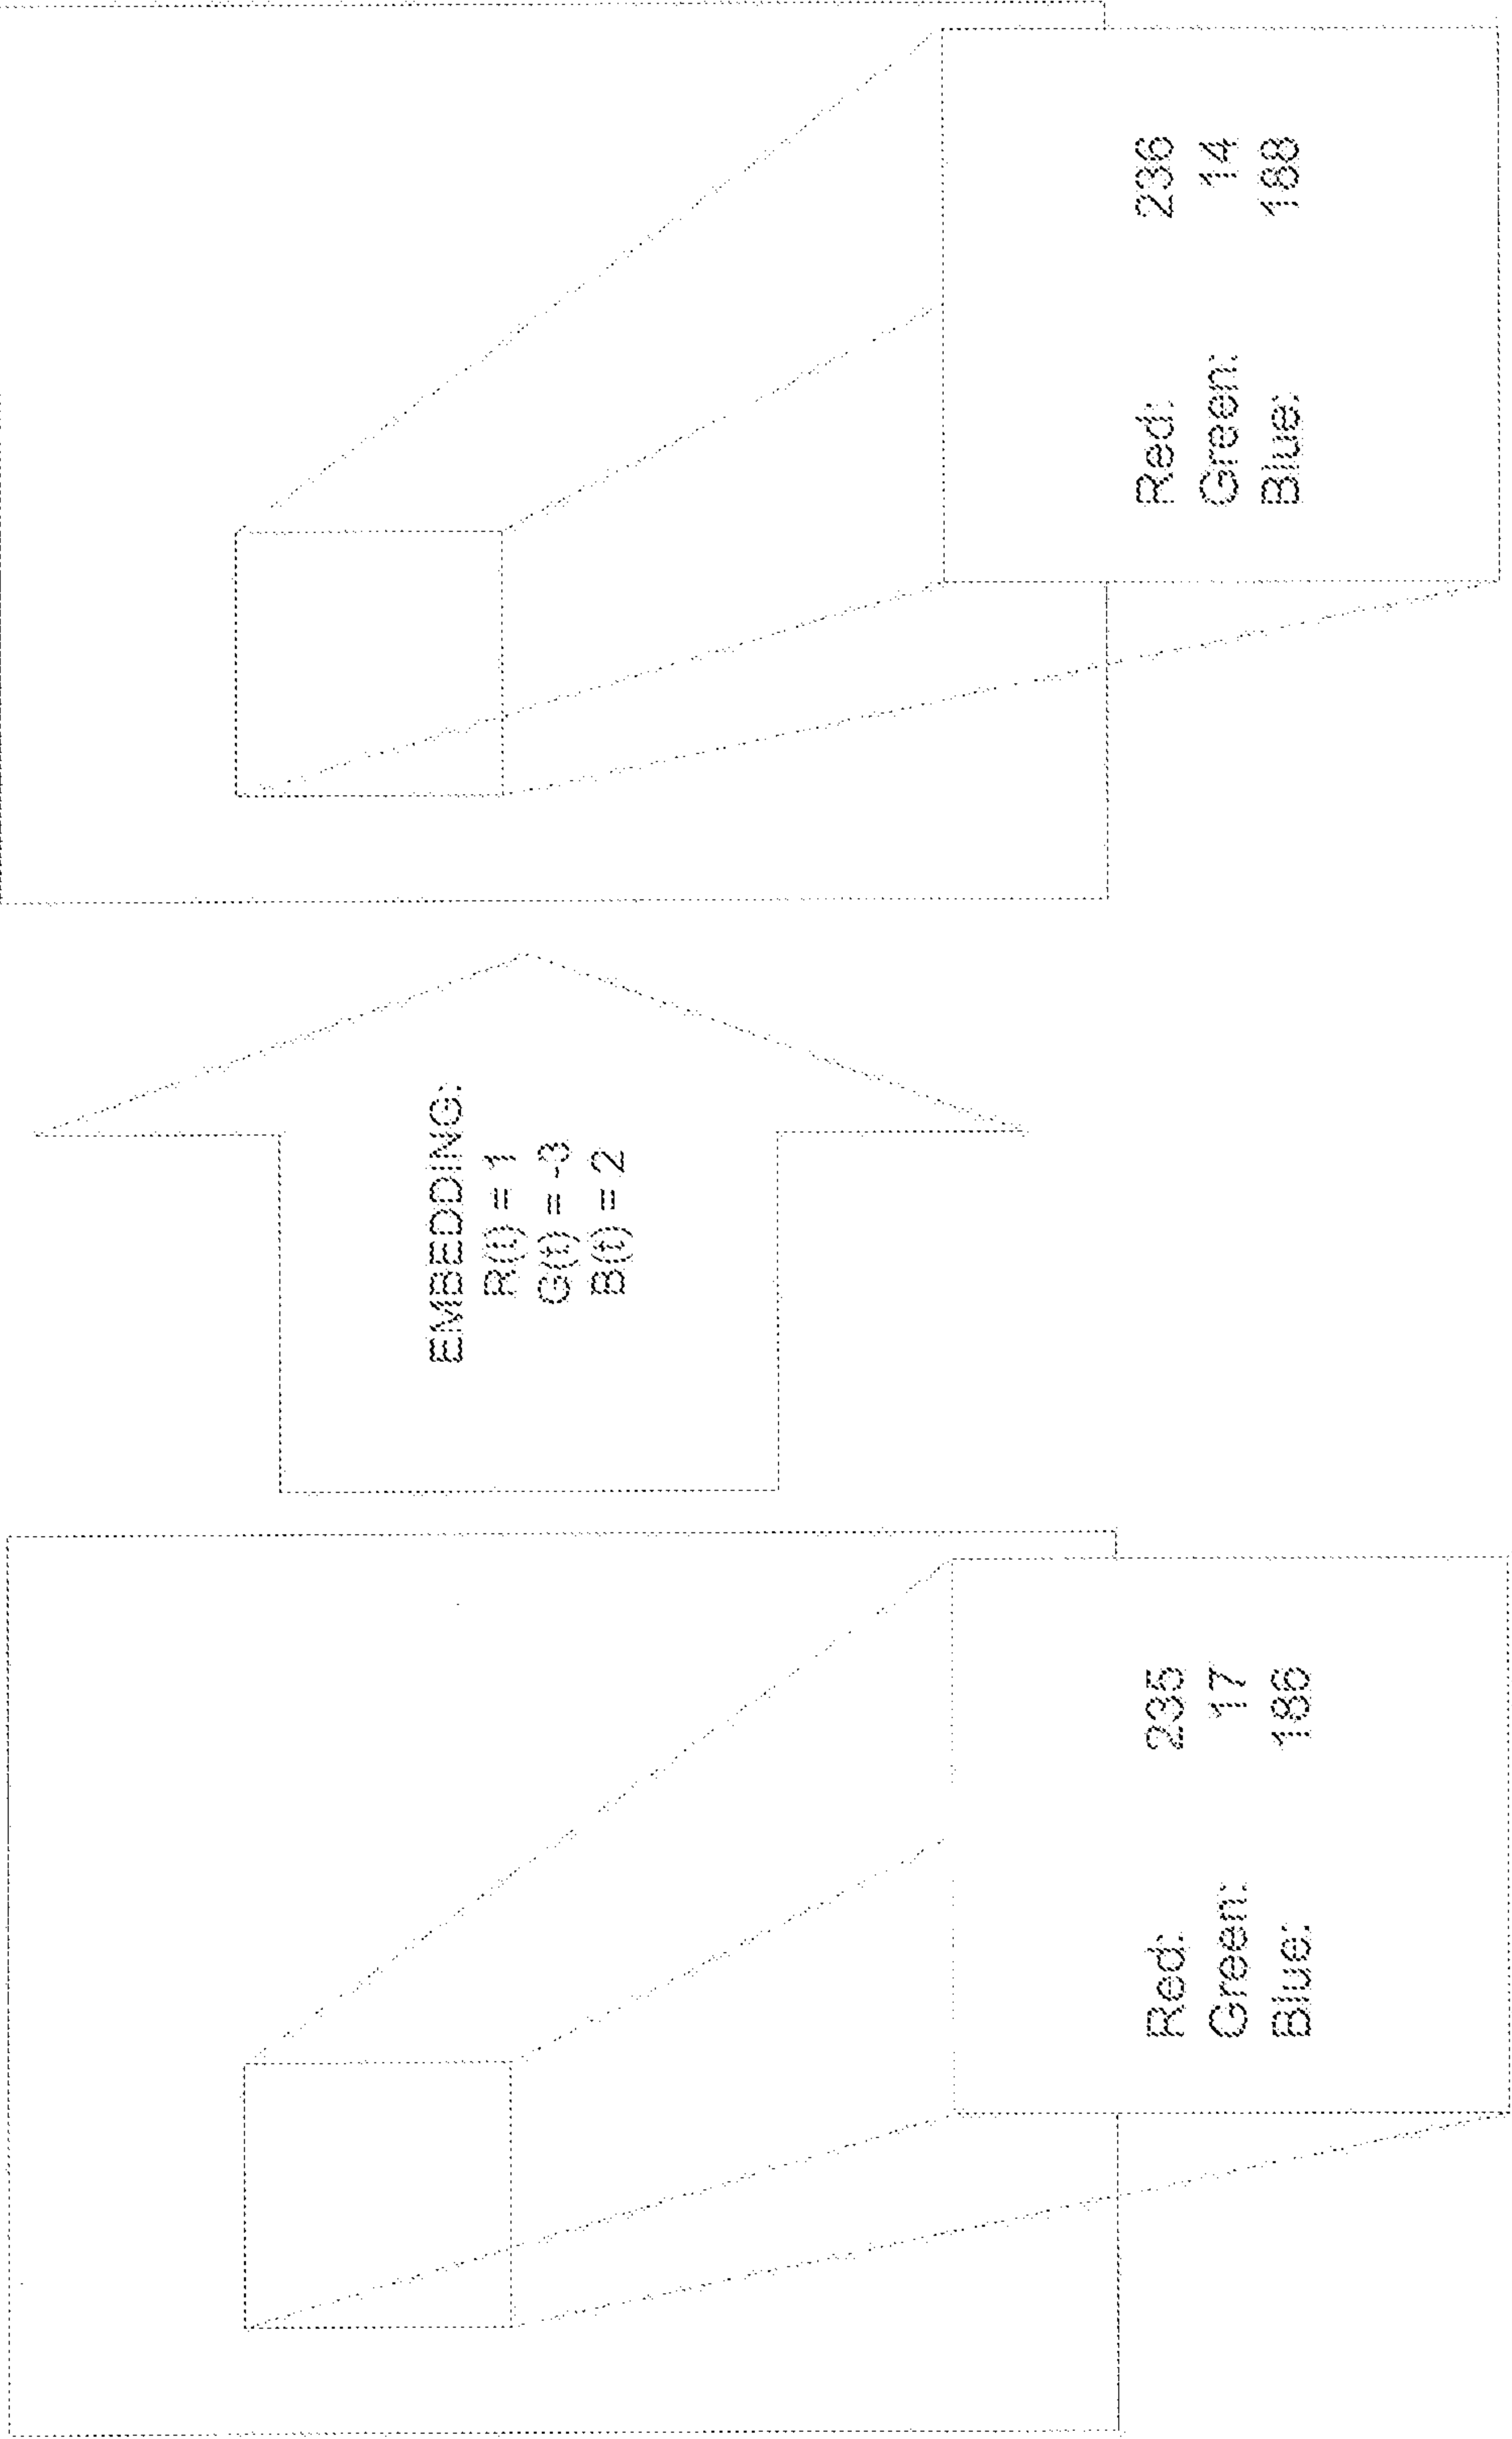 Red: 235
Green: 17
Blue: 186
EMBEDDING:
R(t) = 1
G(t) = -3
B(t) = 2
Red: 236
Green: 14
Blue: 188